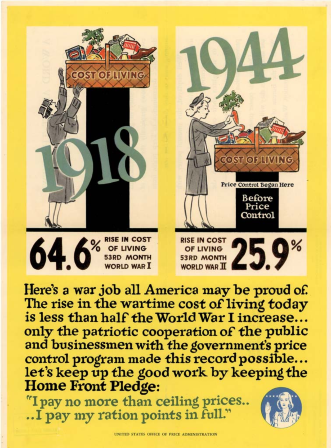 1944
COST OF LIVING
1918
COST OF LIVING
Price Control Began Here
Before
Price
Control
64.6%
RISE IN COST
OF LIVING
53RD MONTH
WORLD WAR I
RISE IN COST
OF LIVING
53RD MONTH
WORLD WAR II
25.9%
Here's a war job all America may be proud of.
The rise in the wartime cost of living today
is less than half the World War I increase...
only the patriotic cooperation of the public
and businessmen with the government's price
control program made this record possible...
let's keep up the good work by keeping the
Home Front Pledge:
"I pay no more than ceiling prices..
..I pay my ration points in full."
UNITED STATES OFFICE OF PRICE ADMINISTRATION